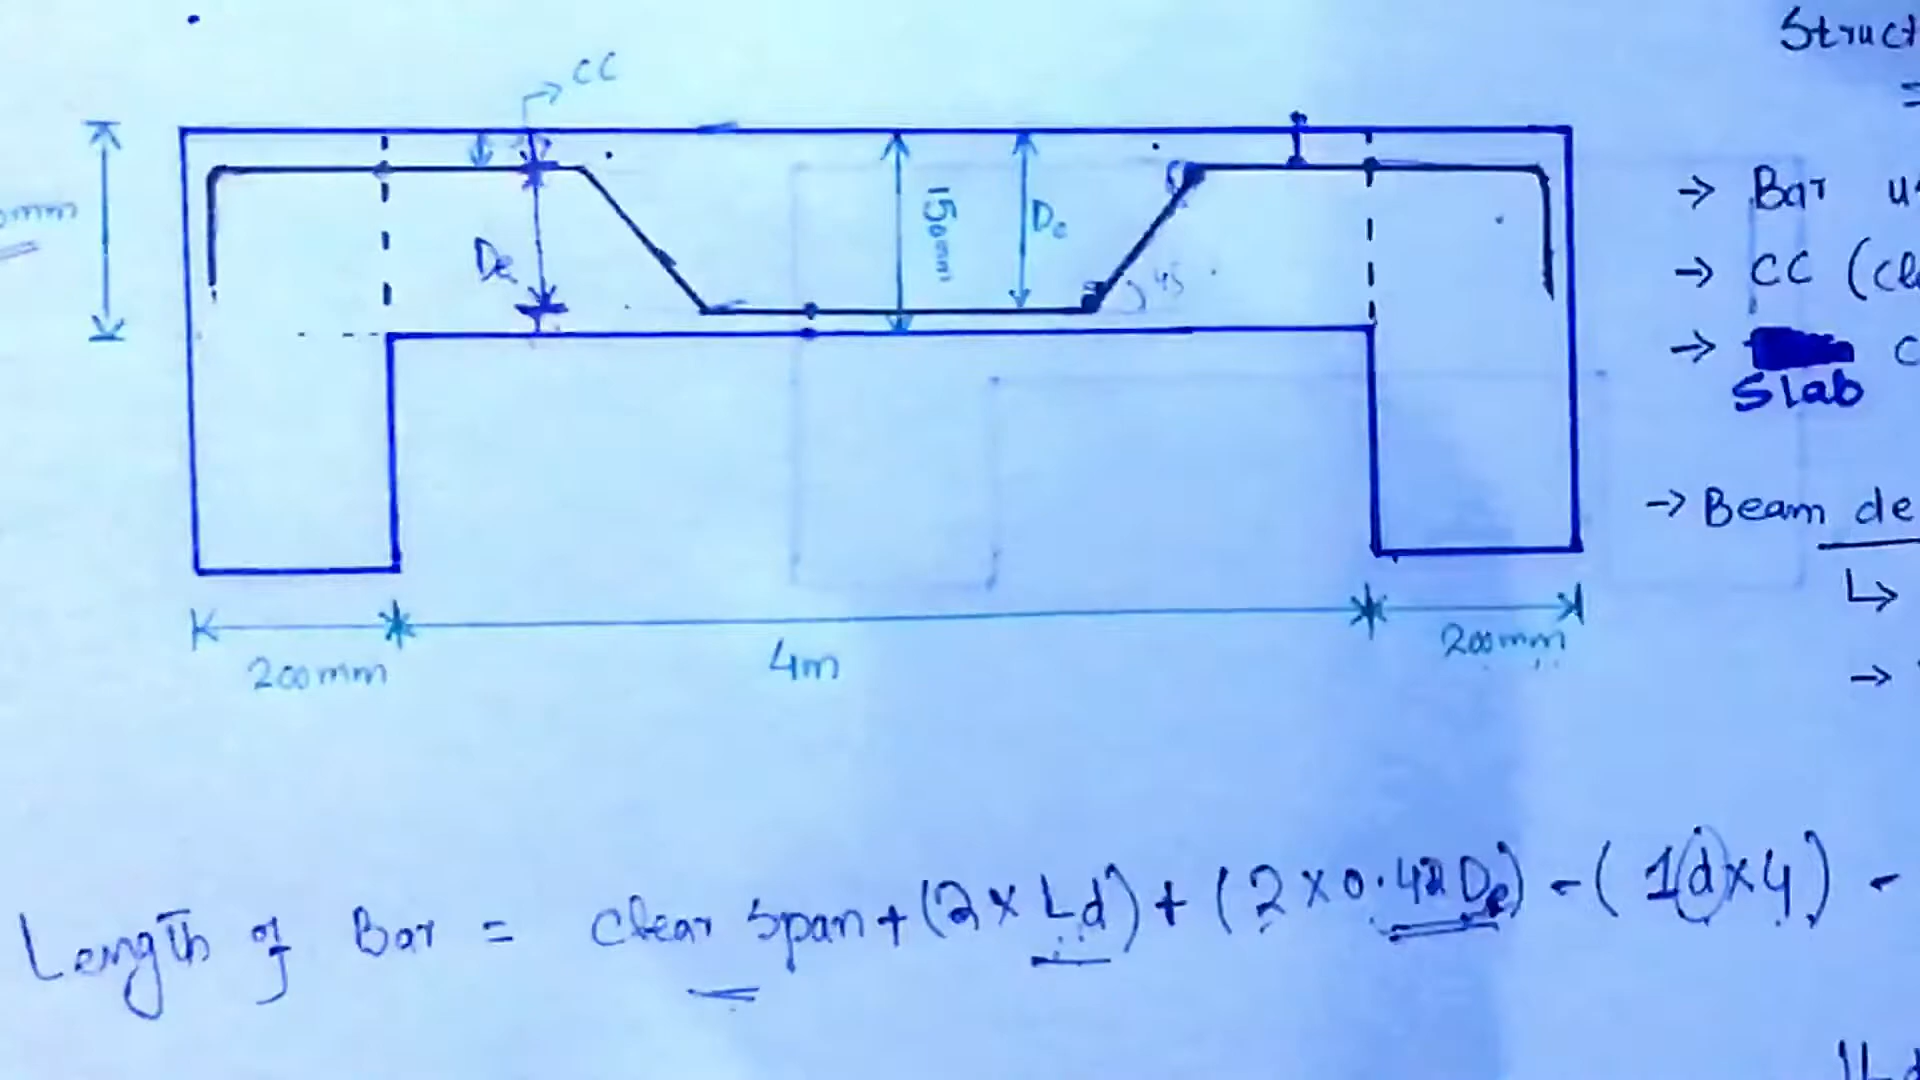 CC
Struct
150mm
De
De
45
→ Bar
→ CC (Cl
→ Slab C
→ Beam de
200mm
4m
200mm
Length of Bar = Clear Span + (2 x Ld) + (2 x 0.42 De) - (1d x 4) -